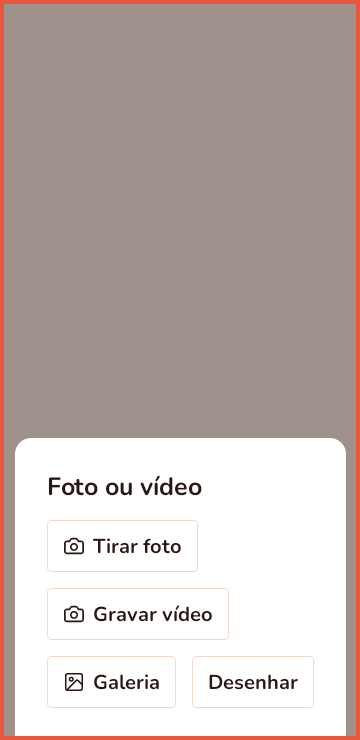 Foto ou vídeo
Tirar foto
Gravar vídeo
Galeria
Desenhar